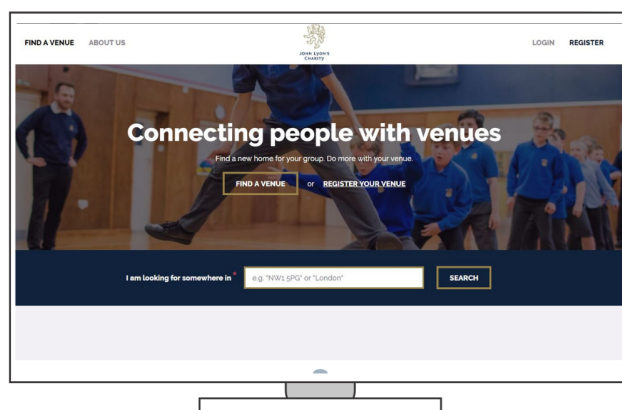 FIND A VENUE ABOUT US
JOHN LYON'S
CHARITY
LOGIN REGISTER
Connecting people with venues
Find a new home for your group. Do more with your venue.
FIND A VENUE or REGISTER YOUR VENUE
I am looking for somewhere in * e.g. "NW1 5PG" or "London" SEARCH